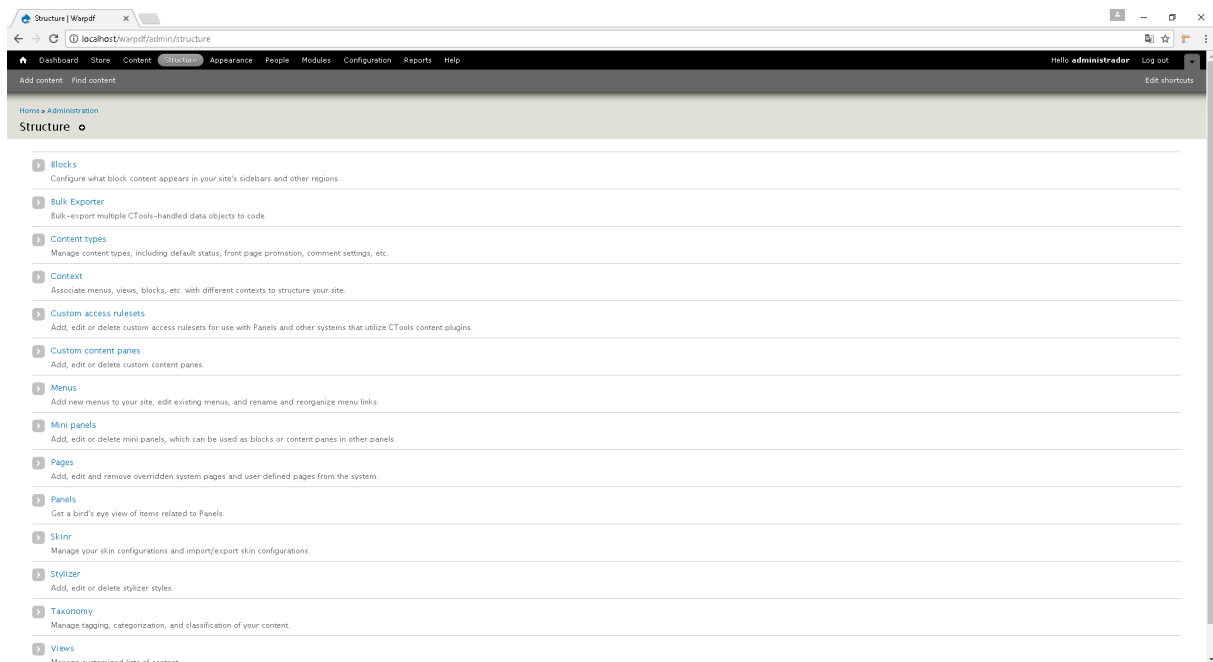 Structure | Warpdf
localhost/warpdf/admin/structure
Dashboard Store Content Structure Appearance People Modules Configuration Reports Help Hello administrador Log out
Add content Find content Edit shortcuts
Home » Administration
Structure
Blocks
Configure what block content appears in your site's sidebars and other regions.
Bulk Exporter
Bulk-export multiple CTools-handled data objects to code.
Content types
Manage content types, including default status, front page promotion, comment settings, etc.
Context
Associate menus, views, blocks, etc. with different contexts to structure your site.
Custom access rulesets
Add, edit or delete custom access rulesets for use with Panels and other systems that utilize CTools content plugins.
Custom content panes
Add, edit or delete custom content panes.
Menus
Add new menus to your site, edit existing menus, and rename and reorganize menu links.
Mini panels
Add, edit or delete mini panels, which can be used as blocks or content panes in other panels.
Pages
Add, edit and remove overridden system pages and user defined pages from the system.
Panels
Get a bird's eye view of items related to Panels.
Skinr
Manage your skin configurations and import/export skin configurations.
Stylizer
Add, edit or delete stylizer styles.
Taxonomy
Manage tagging, categorization, and classification of your content.
Views
Manage customized lists of content.